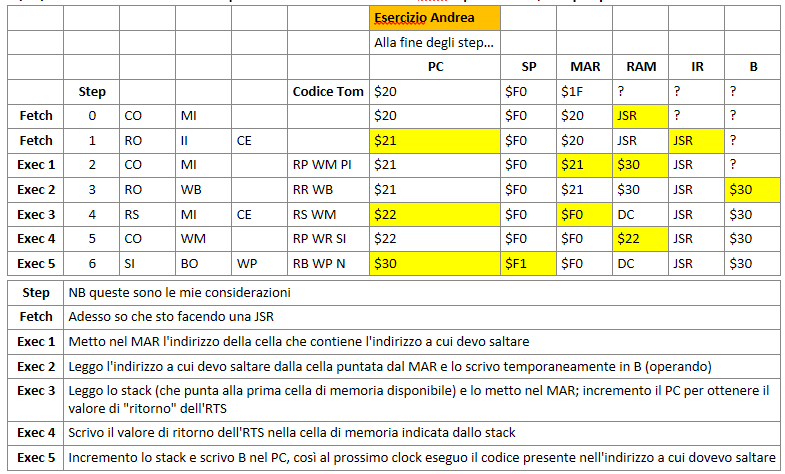 Esercizio Andrea
Alla fine degli step...
PC SP MAR RAM IR B
Step Codice Tom $20 $F0 $1F ? ? ?
Fetch 0 CO MI $20 $F0 $20 JSR ? ?
Fetch 1 RO II CE $21 $F0 $20 JSR JSR ?
Exec 1 2 CO MI RP WM PI $21 $F0 $21 $30 JSR ?
Exec 2 3 RO WB RR WB $21 $F0 $21 $30 JSR $30
Exec 3 4 RS MI CE RS WM $22 $F0 $F0 DC JSR $30
Exec 4 5 CO WM RP WR SI $22 $F0 $F0 $22 JSR $30
Exec 5 6 SI BO WP RB WP N $30 $F1 $F0 DC JSR $30
Step NB queste sono le mie considerazioni
Fetch Adesso so che sto facendo una JSR
Exec 1 Metto nel MAR l'indirizzo della cella che contiene l'indirizzo a cui devo saltare
Exec 2 Leggo l'indirizzo a cui devo saltare dalla cella puntata dal MAR e lo scrivo temporaneamente in B (operando)
Exec 3 Leggo lo stack (che punta alla prima cella di memoria disponibile) e lo metto nel MAR; incremento il PC per ottenere il
valore di "ritorno" dell'RTS
Exec 4 Scrivo il valore di ritorno dell'RTS nella cella di memoria indicata dallo stack
Exec 5 Incremento lo stack e scrivo B nel PC, così al prossimo clock eseguo il codice presente nell'indirizzo a cui dovevo saltare